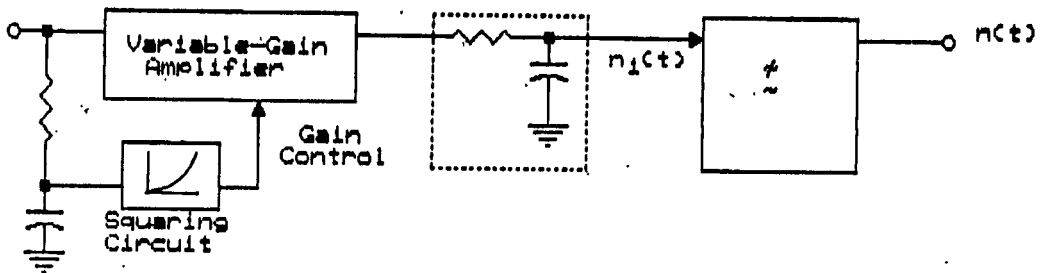 Variable-Gain
Amplifier
n1(t)
n(t)
Gain
Control
Squaring
Circuit